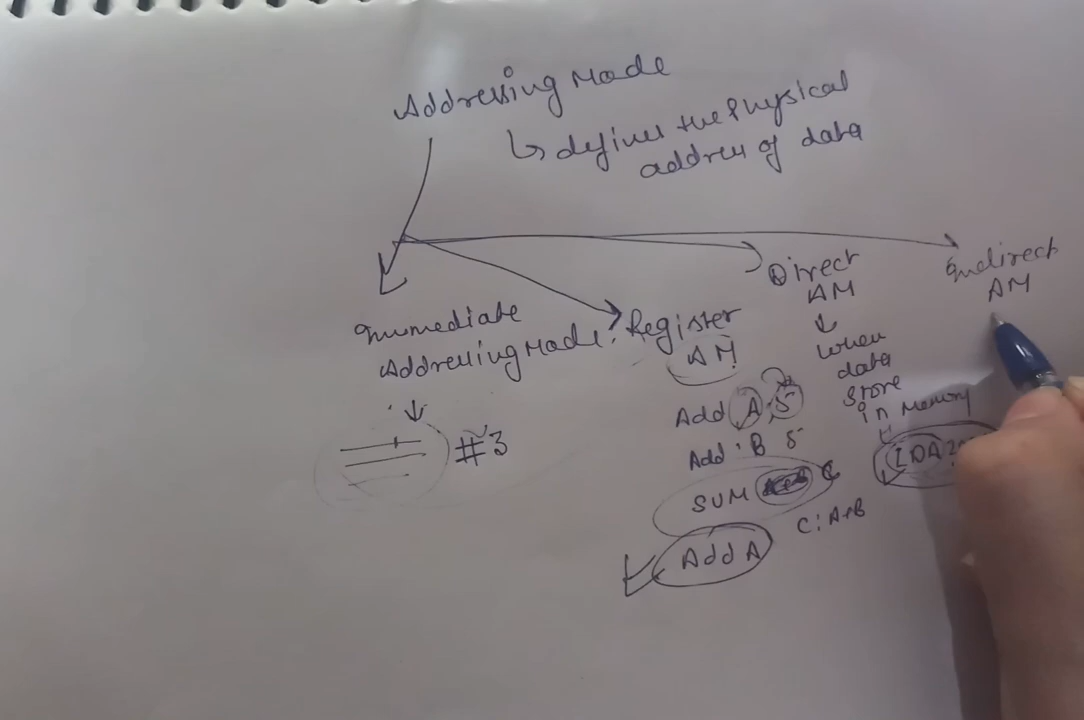 Addressing Mode
↳ defines the Physical
address of data
Immediate
Addressing Mode.
#3
Register
AM
Add A, 5
Add : B 5
SUM C
C: A+B
Add A
Direct
AM
↓
when
data
store
in Memory
LDA
Indirect
AM